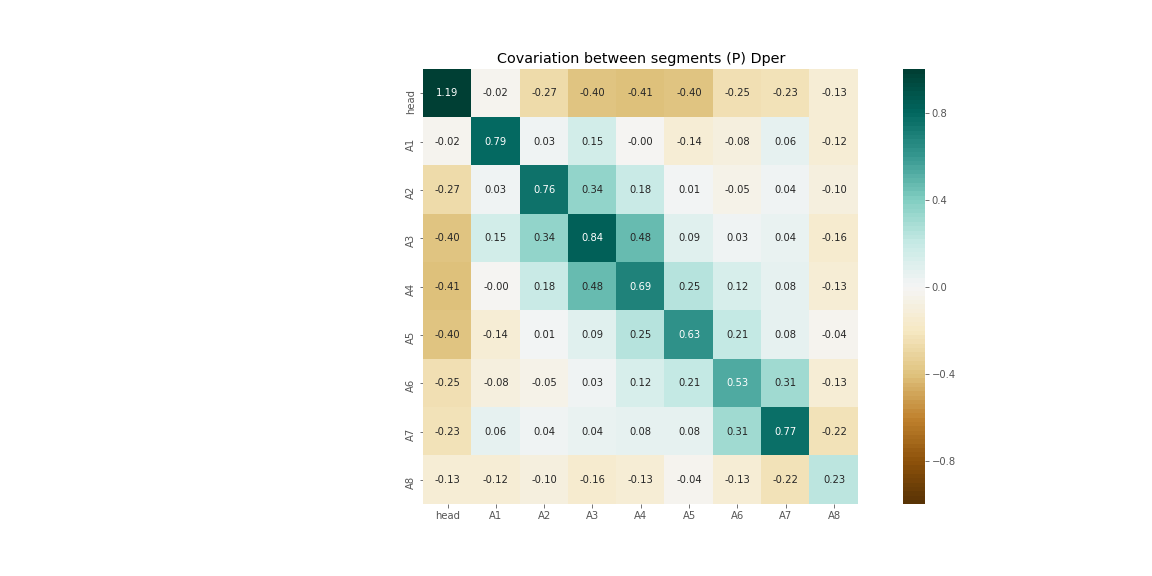 Covariation between segments (P) Dper
head 1.19 -0.02 -0.27 -0.40 -0.41 -0.40 -0.25 -0.23 -0.13
A1 -0.02 0.79 0.03 0.15 -0.00 -0.14 -0.08 0.06 -0.12
A2 -0.27 0.03 0.76 0.34 0.18 0.01 -0.05 0.04 -0.10
A3 -0.40 0.15 0.34 0.84 0.48 0.09 0.03 0.04 -0.16
A4 -0.41 -0.00 0.18 0.48 0.69 0.25 0.12 0.08 -0.13
A5 -0.40 -0.14 0.01 0.09 0.25 0.63 0.21 0.08 -0.04
A6 -0.25 -0.08 -0.05 0.03 0.12 0.21 0.53 0.31 -0.13
A7 -0.23 0.06 0.04 0.04 0.08 0.08 0.31 0.77 -0.22
A8 -0.13 -0.12 -0.10 -0.16 -0.13 -0.04 -0.13 -0.22 0.23
head A1 A2 A3 A4 A5 A6 A7 A8
0.8
0.4
0.0
−0.4
−0.8